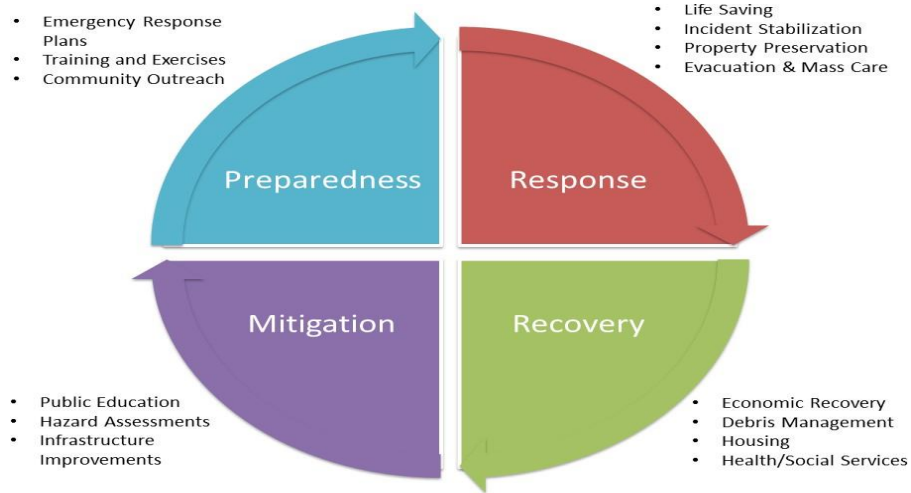 • Emergency Response
Plans
• Training and Exercises
• Community Outreach
• Life Saving
• Incident Stabilization
• Property Preservation
• Evacuation & Mass Care
Preparedness
Response
Mitigation
Recovery
• Public Education
• Hazard Assessments
• Infrastructure
Improvements
• Economic Recovery
• Debris Management
• Housing
• Health/Social Services